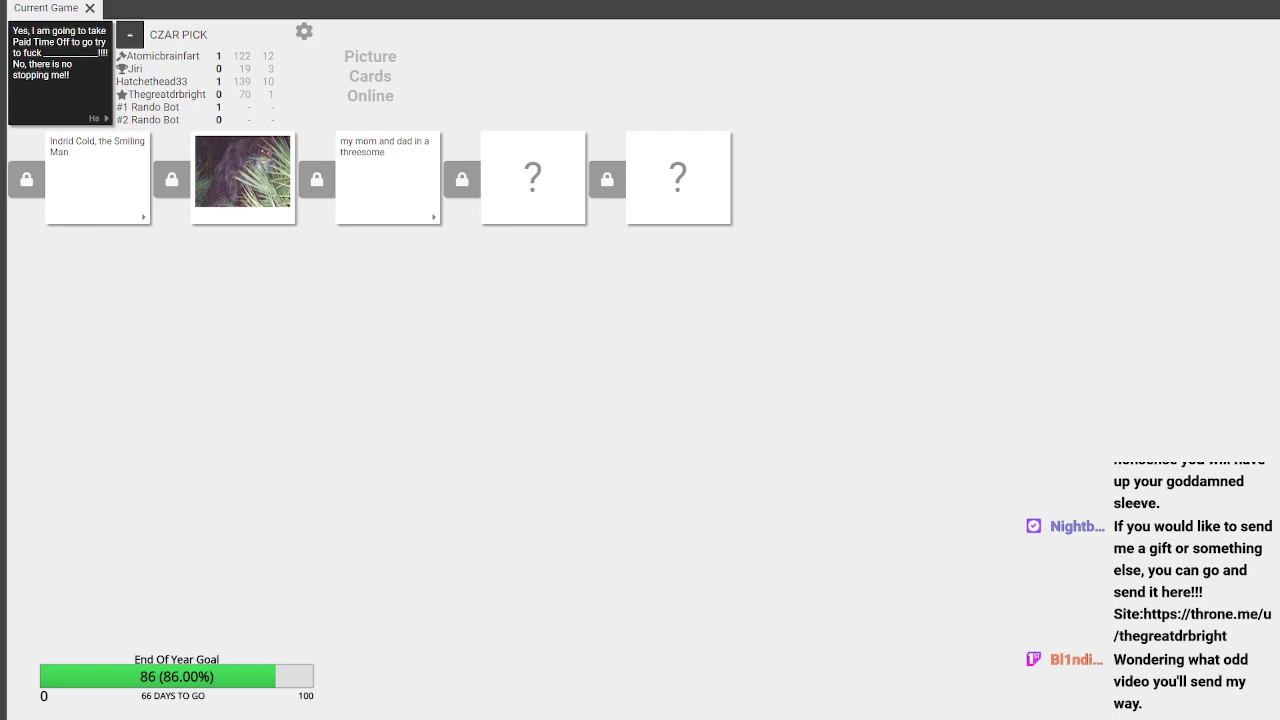 Current Game
Yes, I am going to take
Paid Time Off to go try
to fuck __________!!!!
No, there is no
stopping me!!
Ha
-
CZAR PICK
Atomicbrainfart 1 122 12
Jiri 0 19 3
Hatchethead33 1 139 10
Thegreatdrbright 0 70 1
#1 Rando Bot 1 - -
#2 Rando Bot 0 - -
Picture
Cards
Online
Indrid Cold, the Smiling
Man
my mom and dad in a
threesome
?
?
up your goddamned
sleeve.
Nightb... If you would like to send
me a gift or something
else, you can go and
send it here!!!
Site:https://throne.me/u
/thegreatdrbright
Bl1ndi... Wondering what odd
video you'll send my
way.
End Of Year Goal
86 (86.00%)
0 66 DAYS TO GO 100